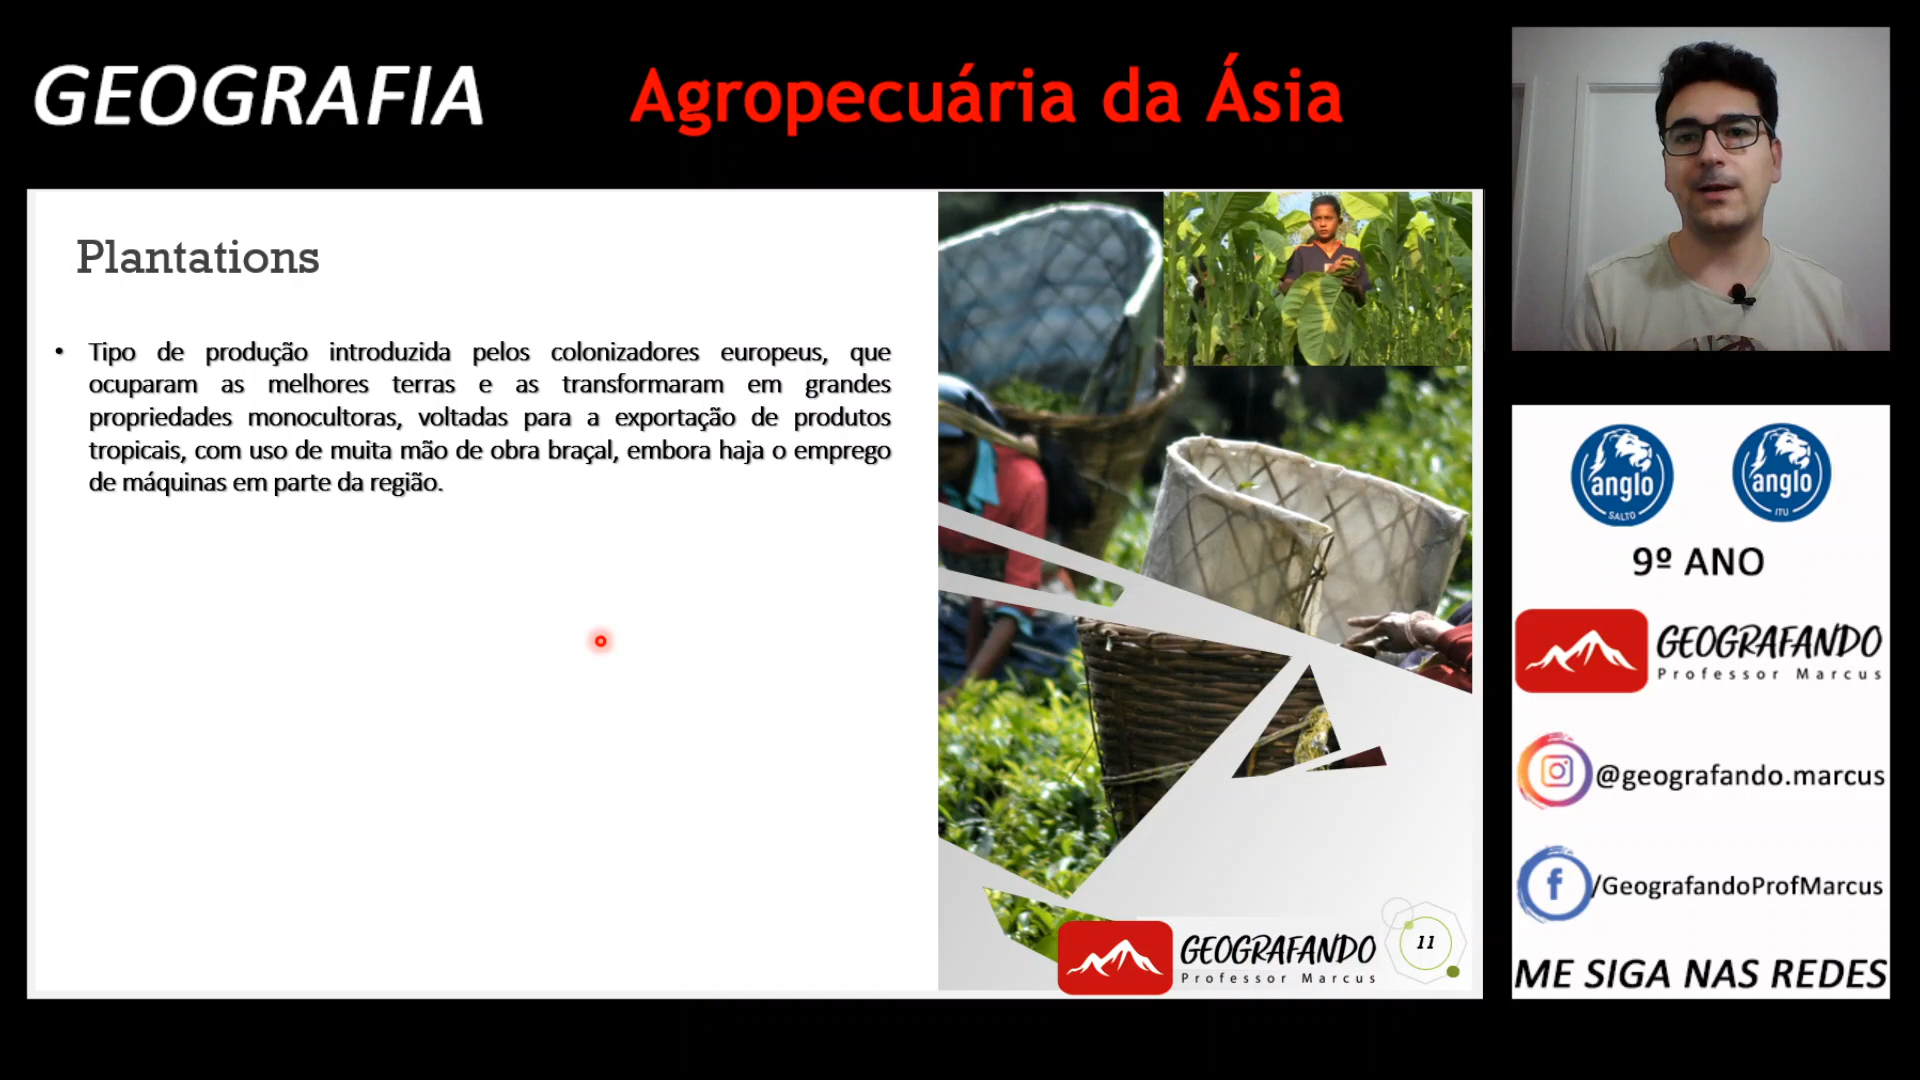 GEOGRAFIA
Agropecuária da Ásia
Plantations
• Tipo de produção introduzida pelos colonizadores europeus, que
ocuparam as melhores terras e as transformaram em grandes
propriedades monocultoras, voltadas para a exportação de produtos
tropicais, com uso de muita mão de obra braçal, embora haja o emprego
de máquinas em parte da região.
GEOGRAFANDO
Professor Marcus
11
anglo
SALTO
anglo
ITU
9º ANO
GEOGRAFANDO
Professor Marcus
@geografando.marcus
f
/GeografandoProfMarcus
ME SIGA NAS REDES